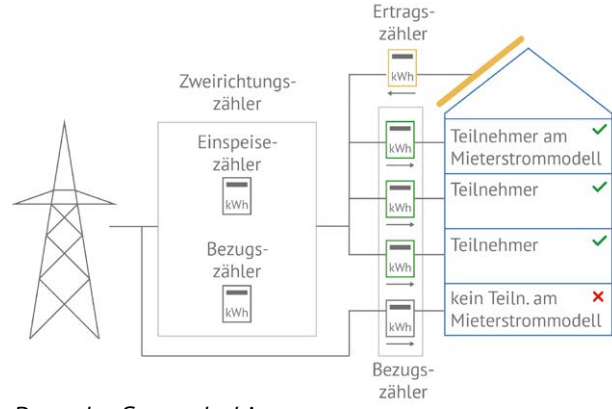 Ertrags-
zähler
kWh
Zweirichtungs-
zähler
Einspeise-
zähler
kWh
Bezugs-
zähler
kWh
kWh
kWh
kWh
kWh
Bezugs-
zähler
Teilnehmer am
Mieterstrommodell
Teilnehmer
Teilnehmer
kein Teiln. am
Mieterstrommodell